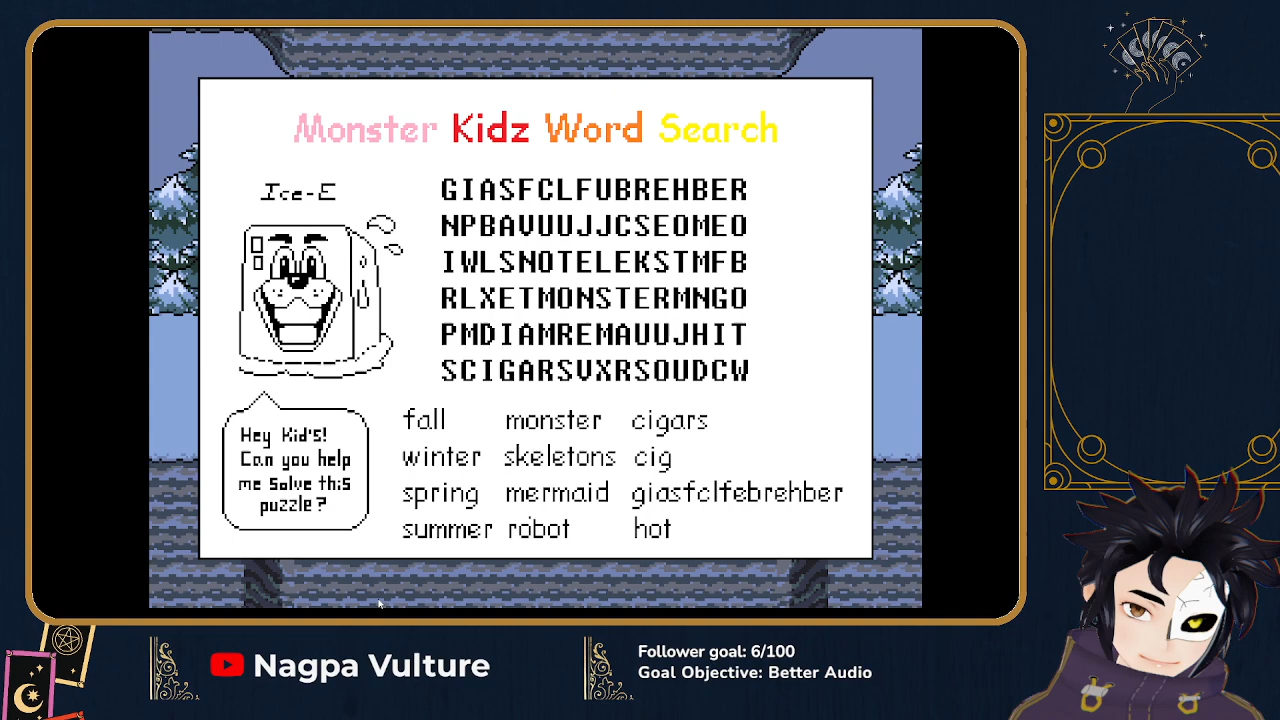 Monster Kidz Word Search
Ice-E
GIASFCLFUBREHBER
NPBAVUUJJCSEOMEO
IWLSNOTELEKSTMFB
RLXETMONSTERMNGO
PMDIAMREMAUUJHIT
SCIGARSVXRSOUDCW
Hey Kid's!
Can you help
me Solve this
puzzle?
fall monster cigars
winter skeletons cig
spring mermaid giasfclfebrehber
summer robot hot
Nagpa Vulture
Follower goal: 6/100
Goal Objective: Better Audio